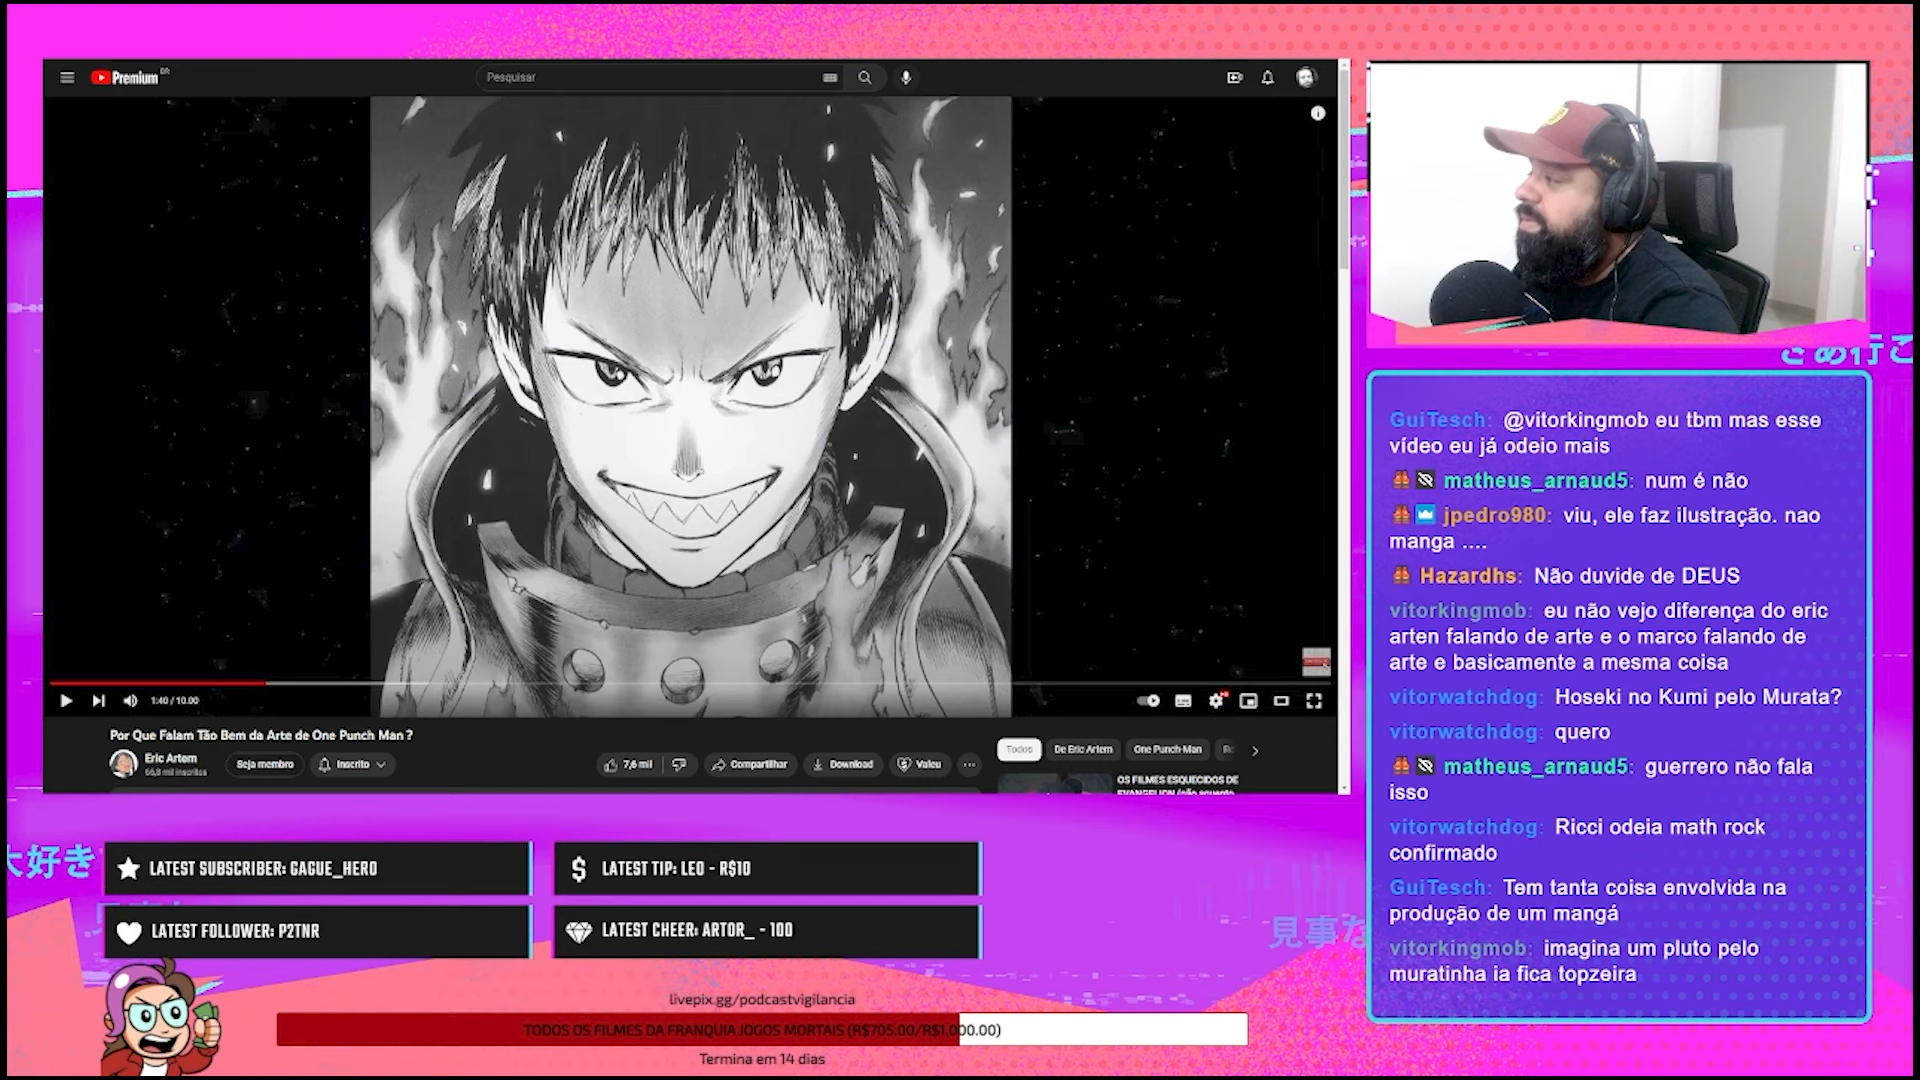 Premium BR
Pesquisar
1:40 / 10:00
Por Que Falam Tão Bem da Arte de One Punch Man ?
Eric Artem
66,8 mil inscritos
Seja membro
Inscrito
7,6 mil
Compartilhar
Download
Valeu
Todos
De Eric Artem
One Punch-Man
OS FILMES ESQUECIDOS DE
EVANGELION (não aguento
GuiTesch: @vitorkingmob eu tbm mas esse
vídeo eu já odeio mais
matheus_arnaud5: num é não
jpedro980: viu, ele faz ilustração. nao
manga ....
Hazardhs: Não duvide de DEUS
vitorkingmob: eu não vejo diferença do eric
arten falando de arte e o marco falando de
arte e basicamente a mesma coisa
vitorwatchdog: Hoseki no Kumi pelo Murata?
vitorwatchdog: quero
matheus_arnaud5: guerrero não fala
isso
vitorwatchdog: Ricci odeia math rock
confirmado
GuiTesch: Tem tanta coisa envolvida na
produção de um mangá
vitorkingmob: imagina um pluto pelo
muratinha ia fica topzeira
大好き
見事な
LATEST SUBSCRIBER: GAGUE_HERO
LATEST TIP: LEO - R$10
LATEST FOLLOWER: P2TNR
LATEST CHEER: ARTOR_ - 100
livepix.gg/podcastvigilancia
TODOS OS FILMES DA FRANQUIA JOGOS MORTAIS (R$705.00/R$1,000.00)
Termina em 14 dias